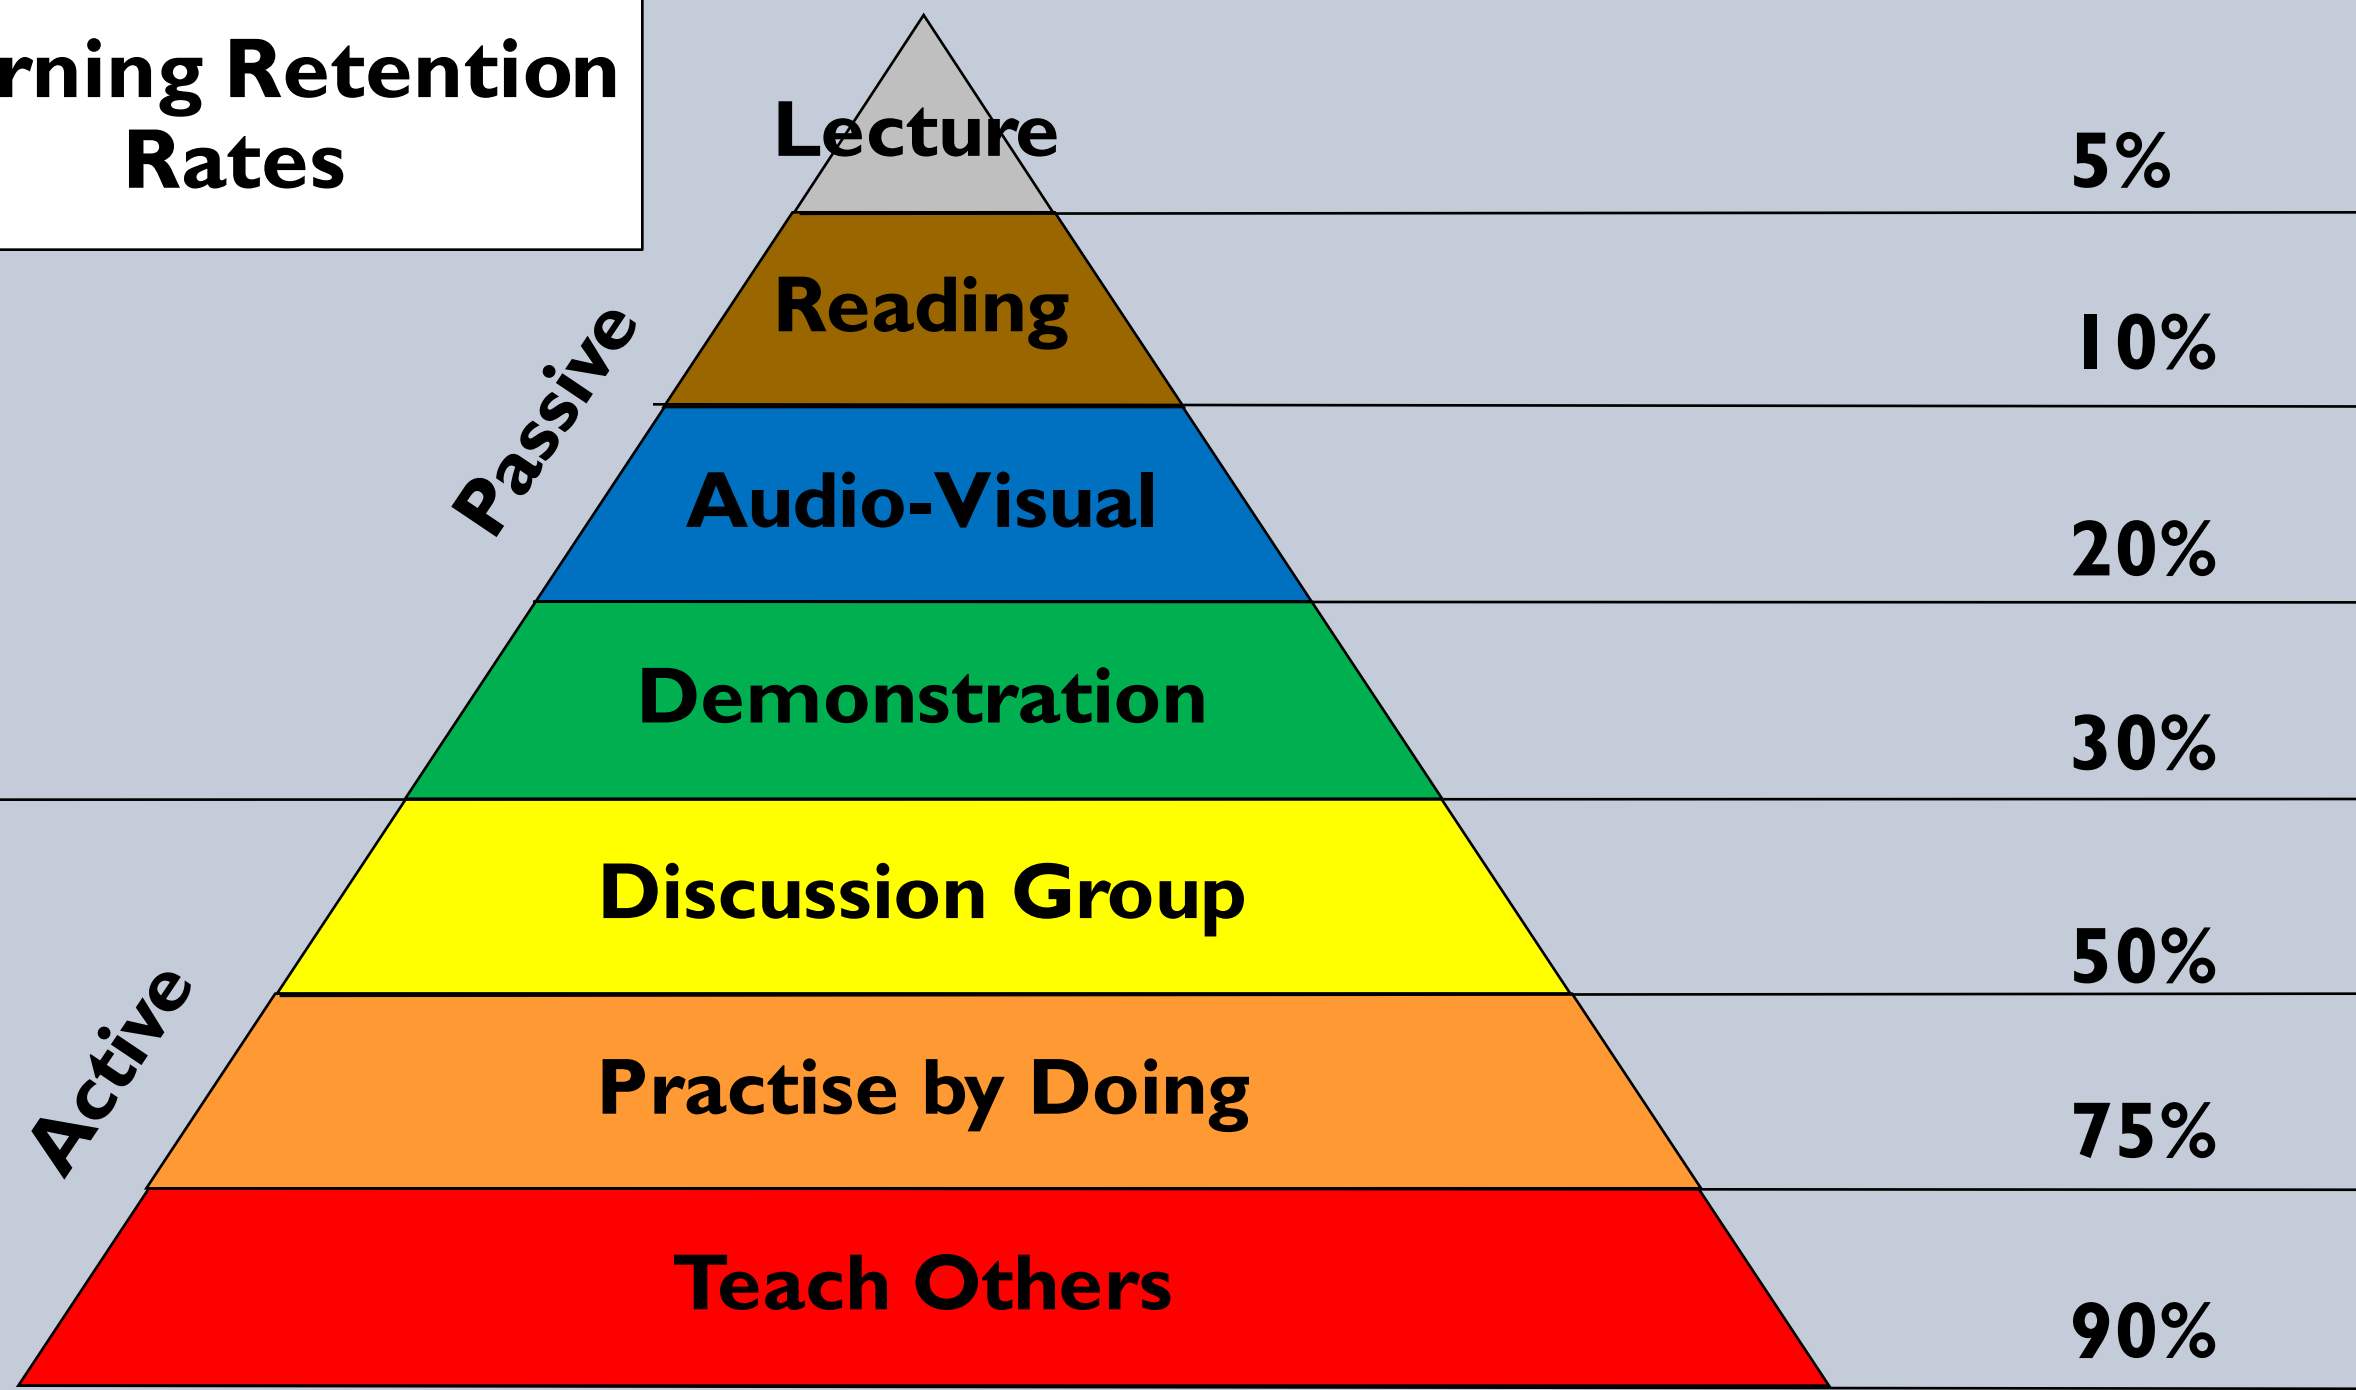 rning Retention
Rates
Lecture
5%
Reading
10%
Passive
Audio-Visual
20%
Demonstration
30%
Discussion Group
50%
Active
Practise by Doing
75%
Teach Others
90%